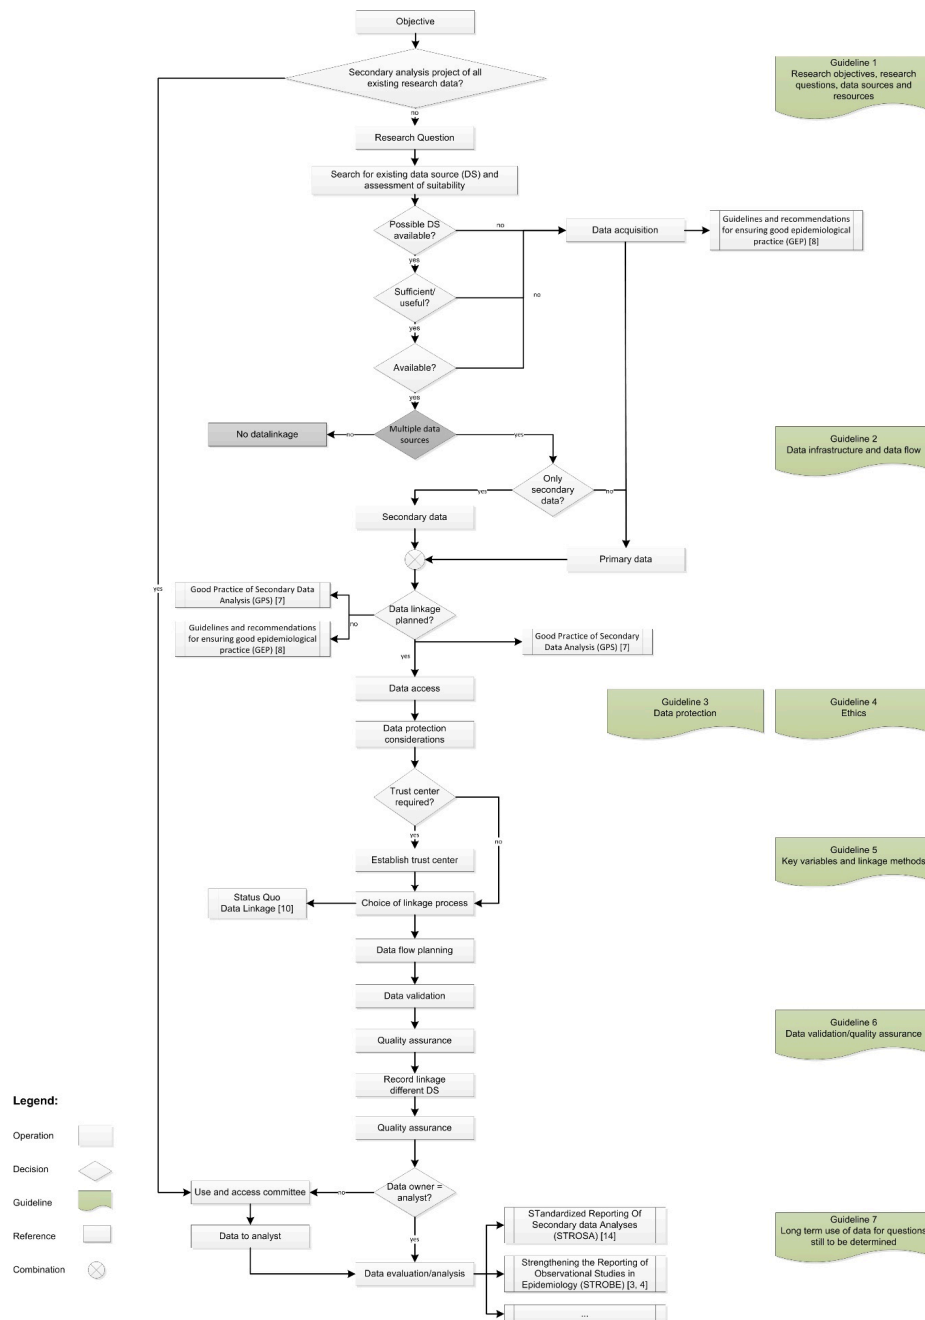 Objective
Secondary analysis project of all
existing research data?
Guideline 1
Research objectives, research
questions, data sources and
resources
no
Research Question
Search for existing data source (DS) and
assessment of suitability
Possible DS
available?
no
Data acquisition
Guidelines and recommendations
for ensuring good epidemiological
practice (GEP) [8]
yes
Sufficient/
useful?
no
yes
Available?
yes
No datalinkage
no
Multiple data
sources
yes
Guideline 2
Data infrastructure and data flow
Only
secondary
data?
yes
no
Secondary data
Primary data
yes
Good Practice of Secondary Data
Analysis (GPS) [7]
Data linkage
planned?
no
Guidelines and recommendations
for ensuring good epidemiological
practice (GEP) [8]
Good Practice of Secondary
Data Analysis (GPS) [7]
yes
Data access
Guideline 3
Data protection
Guideline 4
Ethics
Data protection
considerations
Trust center
required?
yes
no
Establish trust center
Guideline 5
Key variables and linkage methods
Status Quo
Data Linkage [10]
Choice of linkage process
Data flow planning
Data validation
Guideline 6
Data validation/quality assurance
Quality assurance
Record linkage
different DS
Quality assurance
Legend:
Operation
Decision
Guideline
Reference
Combination
Data owner =
analyst?
no
Use and access committee
yes
Data to analyst
Data evaluation/analysis
STandardized Reporting Of
Secondary data Analyses
(STROSA) [14]
Strengthening the Reporting of
Observational Studies in
Epidemiology (STROBE) [3, 4]
...
Guideline 7
Long term use of data for questions
still to be determined